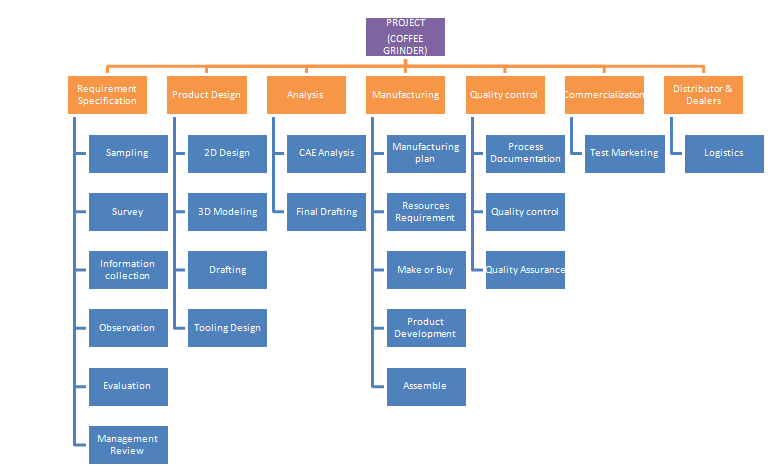 PROJECT
(COFFEE
GRINDER)
Requirement
Specification
Product Design
Analysis
Manufacturing
Quality control
Commercialization
Distributor &
Dealers
Sampling
Survey
Information
collection
Observation
Evaluation
Management
Review
2D Design
3D Modeling
Drafting
Tooling Design
CAE Analysis
Final Drafting
Manufacturing
plan
Resources
Requirement
Make or Buy
Product
Development
Assemble
Process
Documentation
Quality control
Quality Assurance
Test Marketing
Logistics